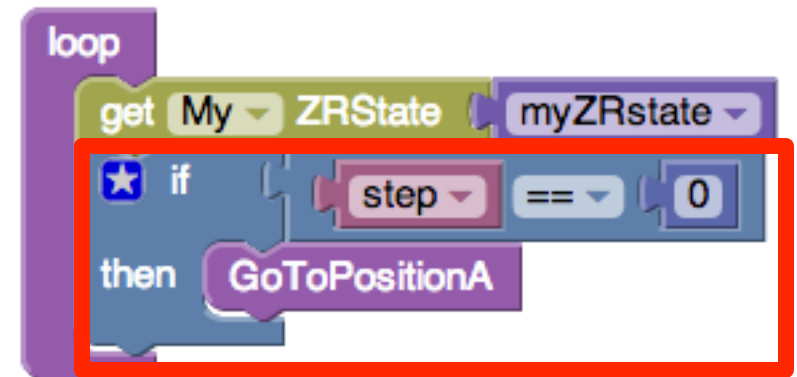 loop
get My ZRState myZRstate
if step == 0
then GoToPositionA